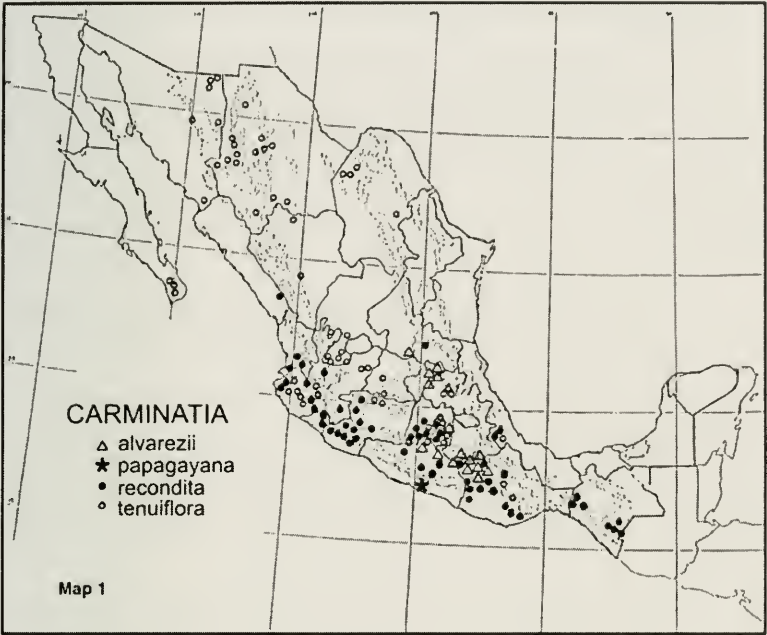 CARMINATIA
△ alvarezii
★ papagayana
● recondita
○ tenuiflora
Map 1